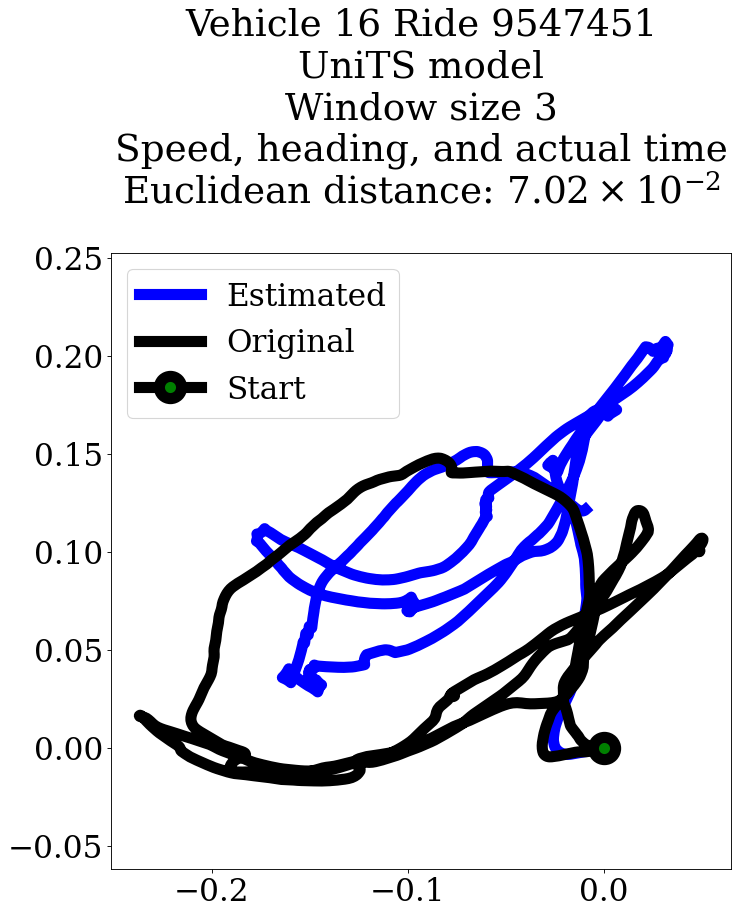 Vehicle 16 Ride 9547451
UniTS model
Window size 3
Speed, heading, and actual time
Euclidean distance: 7.02 × 10⁻²
0.25
Estimated
Original
Start
0.20
0.15
0.10
0.05
0.00
−0.05
−0.2
−0.1
0.0